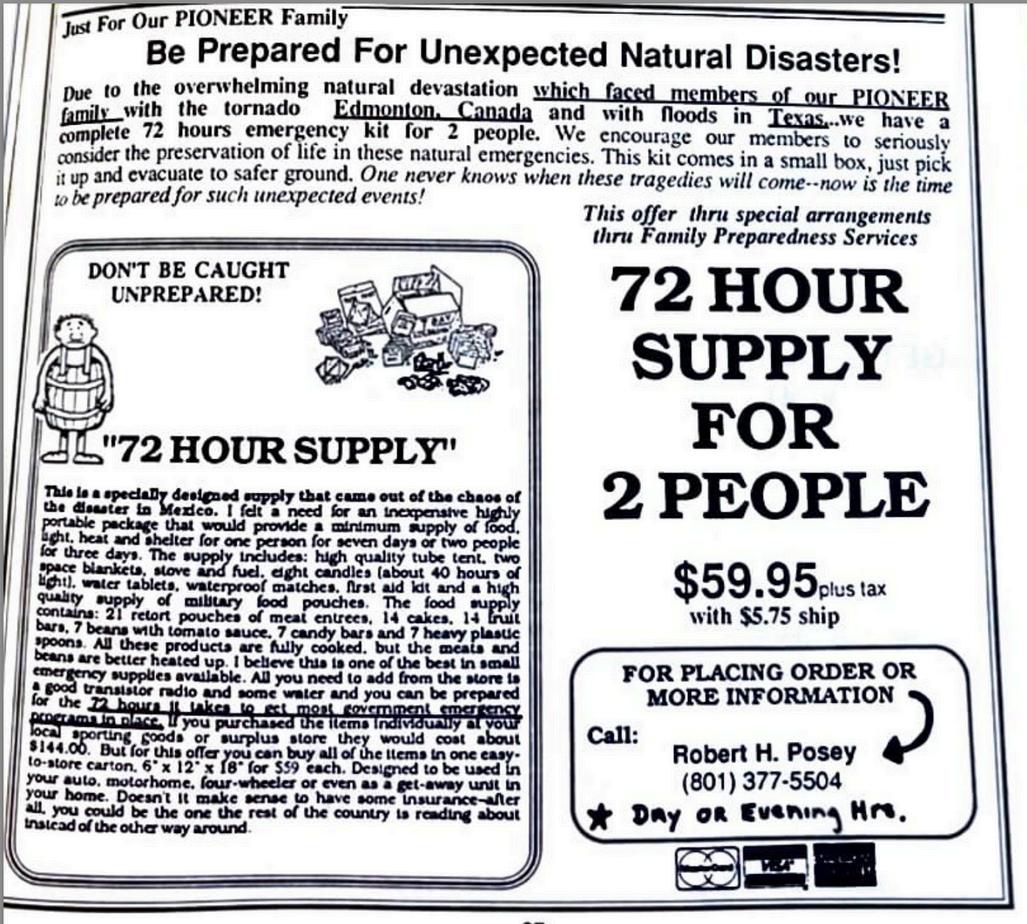 Just For Our PIONEER Family
Be Prepared For Unexpected Natural Disasters!
Due to the overwhelming natural devastation which faced members of our PIONEER
family with the tornado Edmonton, Canada and with floods in Texas...we have a
complete 72 hours emergency kit for 2 people. We encourage our members to seriously
consider the preservation of life in these natural emergencies. This kit comes in a small box, just pick
it up and evacuate to safer ground. One never knows when these tragedies will come--now is the time
to be prepared for such unexpected events!
This offer thru special arrangements
thru Family Preparedness Services
DON'T BE CAUGHT
UNPREPARED!
"72 HOUR SUPPLY"
This is a specially designed supply that came out of the chaos of
the disaster in Mexico. I felt a need for an inexpensive highly
portable package that would provide a minimum supply of food,
light, heat and shelter for one person for seven days or two people
for three days. The supply includes: high quality tube tent, two
space blankets, stove and fuel, eight candles (about 40 hours of
light), water tablets, waterproof matches, first aid kit and a high
quality supply of military food pouches. The food supply
contains: 21 retort pouches of meat entrees, 14 cakes, 14 fruit
bars, 7 beans with tomato sauce, 7 candy bars and 7 heavy plastic
spoons. All these products are fully cooked, but the meats and
beans are better heated up. I believe this is one of the best in small
emergency supplies available. All you need to add from the store is
a good transistor radio and some water and you can be prepared
for the 72 hours it takes to get most government emergency
programs in place. If you purchased the items individually at your
local sporting goods or surplus store they would cost about
$144.00. But for this offer you can buy all of the items in one easy-
to-store carton, 6" x 12" x 18" for $59 each. Designed to be used in
your auto, motorhome, four-wheeler or even as a get-away unit in
your home. Doesn't it make sense to have some insurance--after
all, you could be the one the rest of the country is reading about
instead of the other way around.
72 HOUR
SUPPLY
FOR
2 PEOPLE
$59.95 plus tax
with $5.75 ship
FOR PLACING ORDER OR
MORE INFORMATION
Call:
Robert H. Posey
(801) 377-5504
★ Day or Evening Hrs.
MasterCard VISA